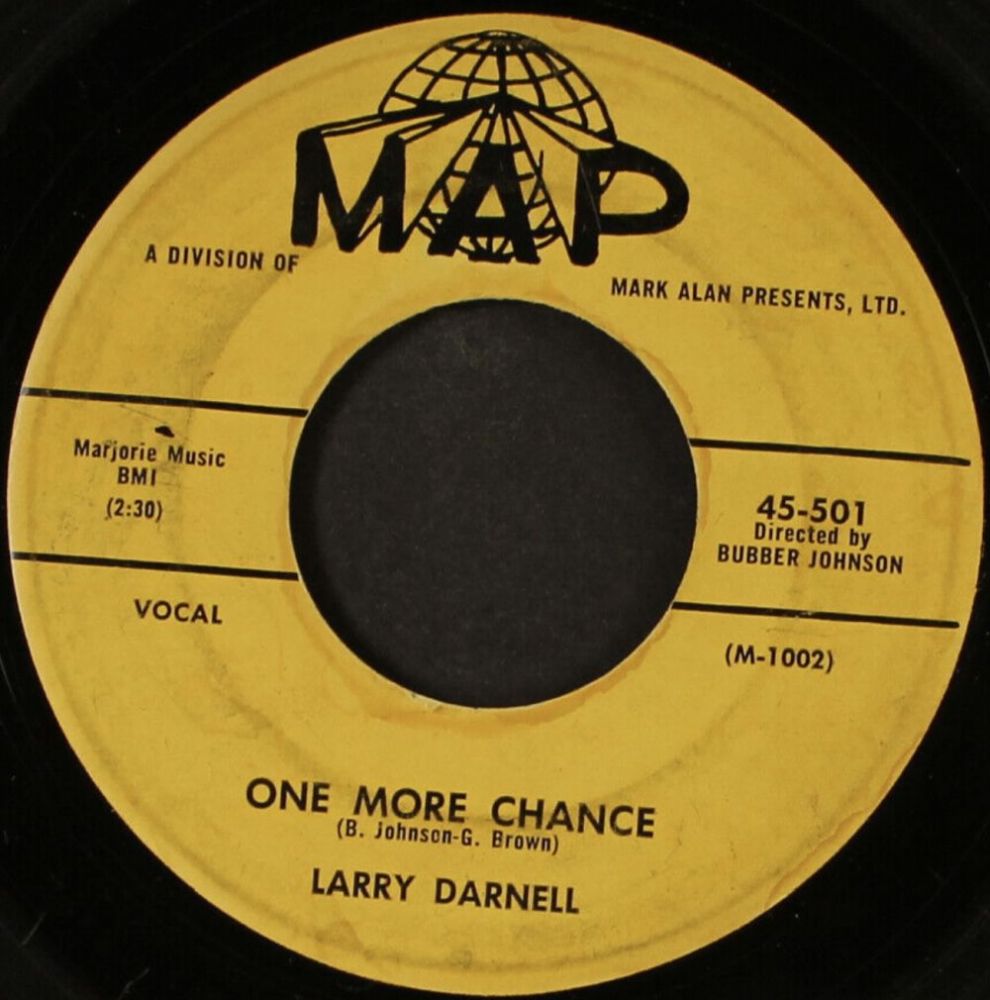 MAP
A DIVISION OF
MARK ALAN PRESENTS, LTD.
Marjorie Music
BMI
(2:30)
VOCAL
45-501
Directed by
BUBBER JOHNSON
(M-1002)
ONE MORE CHANCE
(B. Johnson-G. Brown)
LARRY DARNELL